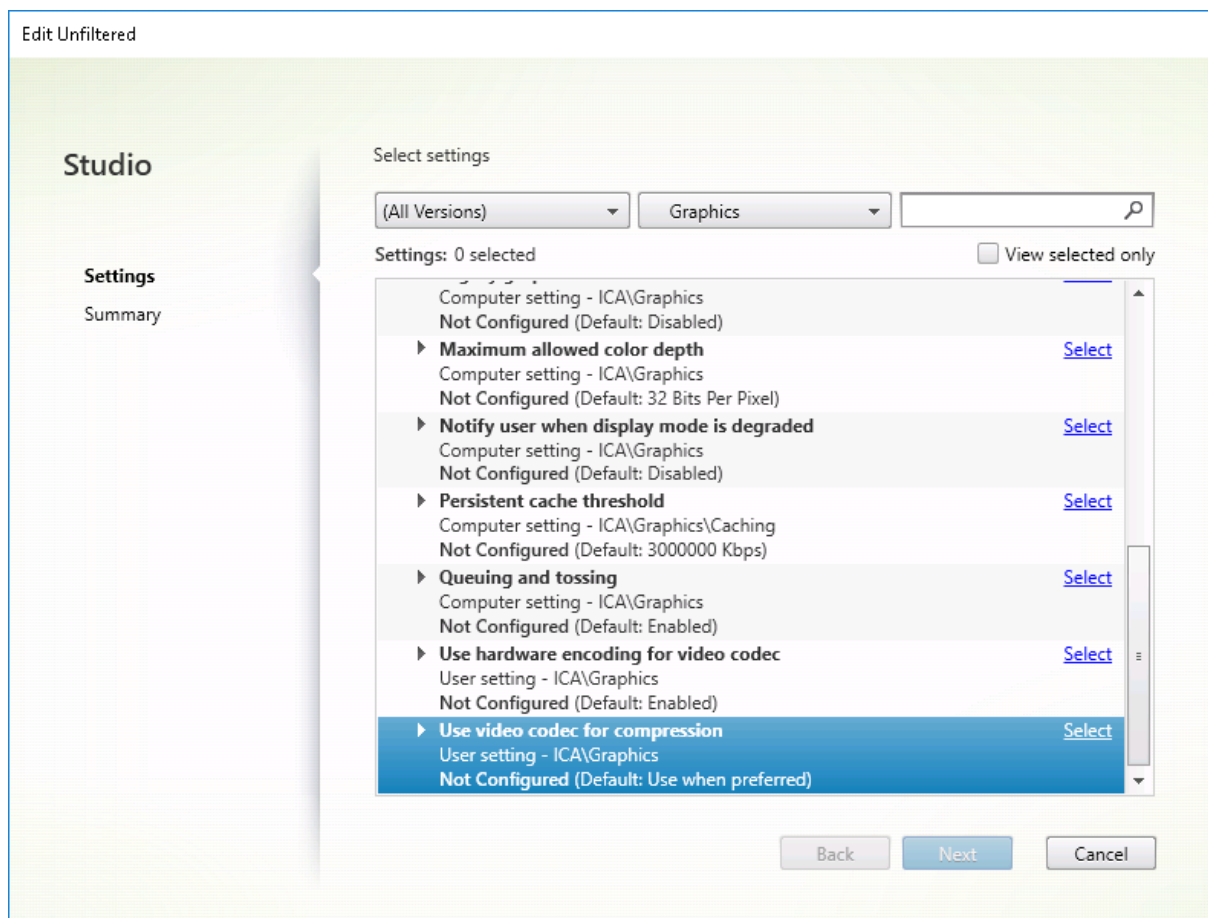 Edit Unfiltered
Studio
Settings
Summary
Select settings
(All Versions)
Graphics
Settings: 0 selected
View selected only
Computer setting - ICA\Graphics
Not Configured (Default: Disabled)
Maximum allowed color depth Select
Computer setting - ICA\Graphics
Not Configured (Default: 32 Bits Per Pixel)
Notify user when display mode is degraded Select
Computer setting - ICA\Graphics
Not Configured (Default: Disabled)
Persistent cache threshold Select
Computer setting - ICA\Graphics\Caching
Not Configured (Default: 3000000 Kbps)
Queuing and tossing Select
Computer setting - ICA\Graphics
Not Configured (Default: Enabled)
Use hardware encoding for video codec Select
User setting - ICA\Graphics
Not Configured (Default: Enabled)
Use video codec for compression Select
User setting - ICA\Graphics
Not Configured (Default: Use when preferred)
Back Next Cancel